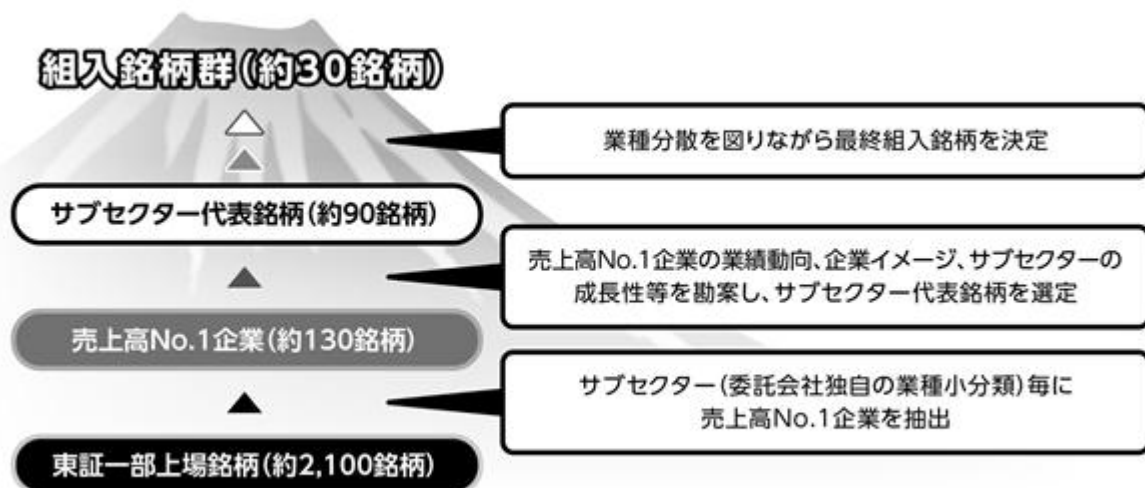 組入銘柄群(約30銘柄)
業種分散を図りながら最終組入銘柄を決定
サブセクター代表銘柄(約90銘柄)
売上高No.1企業の業績動向、企業イメージ、サブセクターの
成長性等を勘案し、サブセクター代表銘柄を選定
売上高No.1企業(約130銘柄)
サブセクター(委託会社独自の業種小分類)毎に
売上高No.1企業を抽出
東証一部上場銘柄(約2,100銘柄)